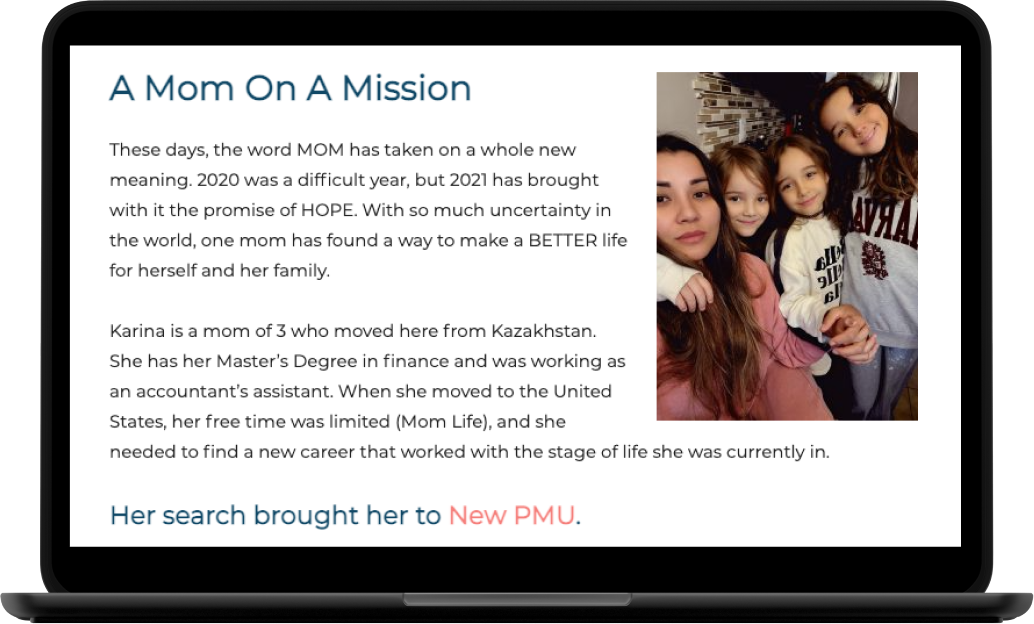 A Mom On A Mission
These days, the word MOM has taken on a whole new
meaning. 2020 was a difficult year, but 2021 has brought
with it the promise of HOPE. With so much uncertainty in
the world, one mom has found a way to make a BETTER life
for herself and her family.
Karina is a mom of 3 who moved here from Kazakhstan.
She has her Master's Degree in finance and was working as
an accountant's assistant. When she moved to the United
States, her free time was limited (Mom Life), and she
needed to find a new career that worked with the stage of life she was currently in.
Her search brought her to New PMU.